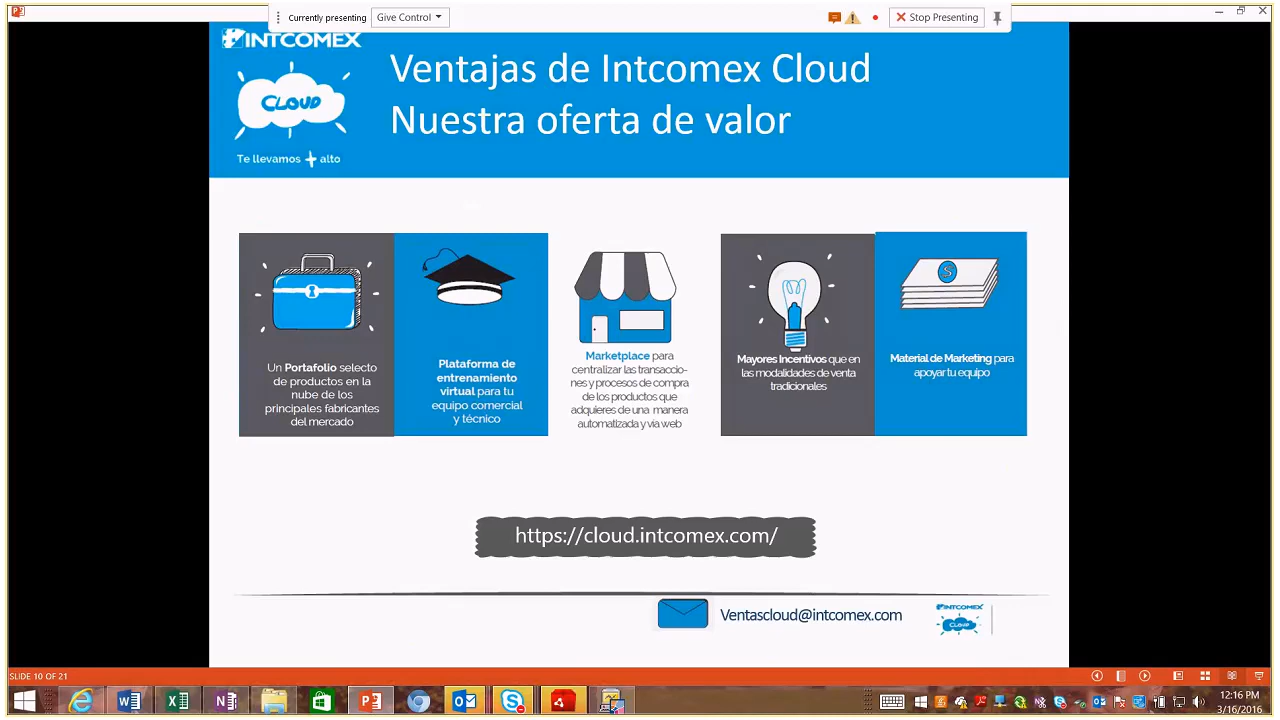 Currently presenting
Give Control
Stop Presenting
INTCOMEX
CLOUD
Te llevamos + alto
Ventajas de Intcomex Cloud
Nuestra oferta de valor
Un Portafolio selecto
de productos en la
nube de los
principales fabricantes
del mercado
Plataforma de
entrenamiento
virtual para tu
equipo comercial
y técnico
Marketplace para
centralizar las transaccio-
nes y procesos de compra
de los productos que
adquieres de una manera
automatizada y vía web
Mayores Incentivos que en
las modalidades de venta
tradicionales
$
Material de Marketing para
apoyar tu equipo
https://cloud.intcomex.com/
Ventascloud@intcomex.com
INTCOMEX
CLOUD
SLIDE 10 OF 21
12:16 PM
3/16/2016